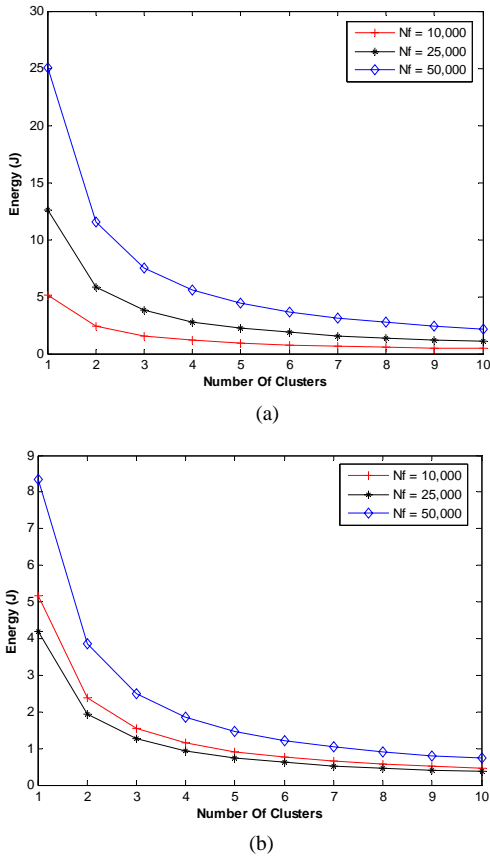 30
25
20
15
10
5
0
Energy (J)
Nf = 10,000
Nf = 25,000
Nf = 50,000
1 2 3 4 5 6 7 8 9 10
Number Of Clusters
(a)
9
8
7
6
5
4
3
2
1
0
Energy (J)
Nf = 10,000
Nf = 25,000
Nf = 50,000
1 2 3 4 5 6 7 8 9 10
Number Of Clusters
(b)